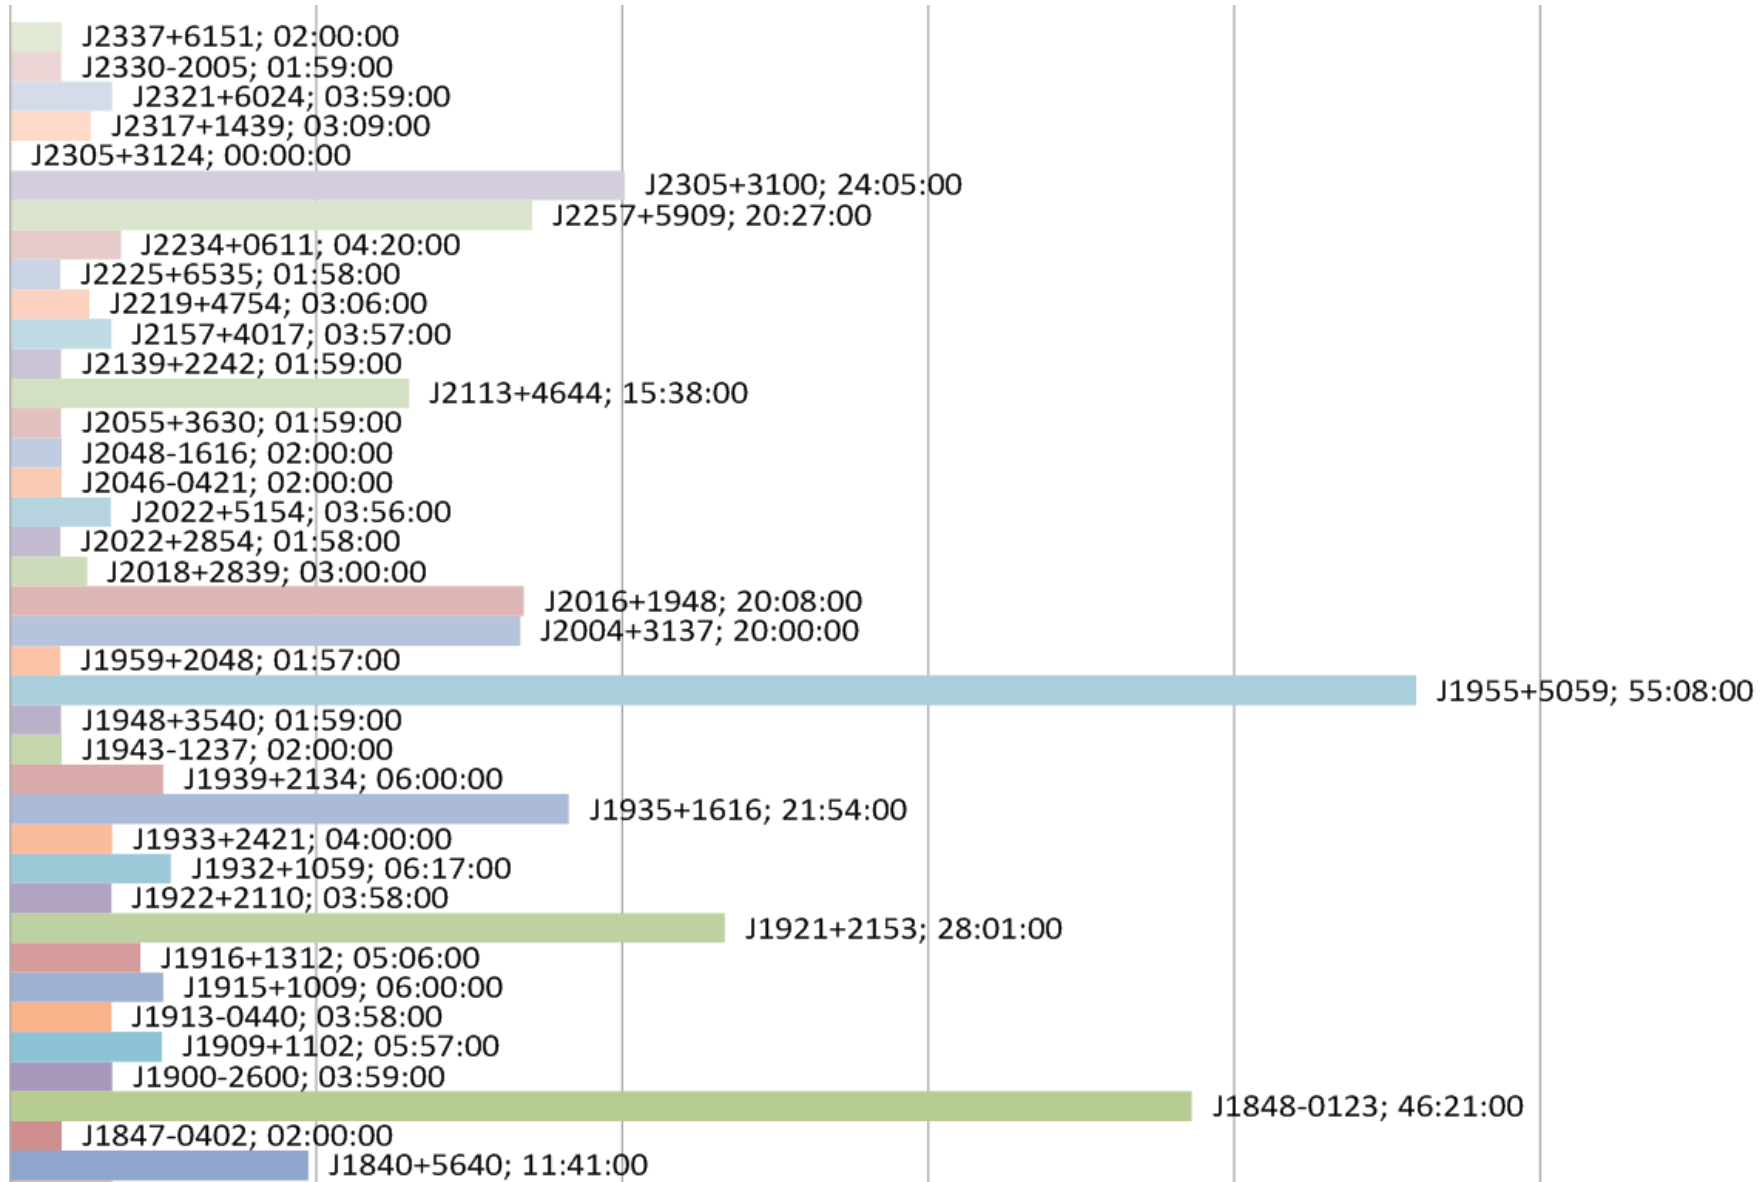 J2337+6151; 02:00:00
J2330-2005; 01:59:00
J2321+6024; 03:59:00
J2317+1439; 03:09:00
J2305+3124; 00:00:00
J2305+3100; 24:05:00
J2257+5909; 20:27:00
J2234+0611; 04:20:00
J2225+6535; 01:58:00
J2219+4754; 03:06:00
J2157+4017; 03:57:00
J2139+2242; 01:59:00
J2113+4644; 15:38:00
J2055+3630; 01:59:00
J2048-1616; 02:00:00
J2046-0421; 02:00:00
J2022+5154; 03:56:00
J2022+2854; 01:58:00
J2018+2839; 03:00:00
J2016+1948; 20:08:00
J2004+3137; 20:00:00
J1959+2048; 01:57:00
J1955+5059; 55:08:00
J1948+3540; 01:59:00
J1943-1237; 02:00:00
J1939+2134; 06:00:00
J1935+1616; 21:54:00
J1933+2421; 04:00:00
J1932+1059; 06:17:00
J1922+2110; 03:58:00
J1921+2153; 28:01:00
J1916+1312; 05:06:00
J1915+1009; 06:00:00
J1913-0440; 03:58:00
J1909+1102; 05:57:00
J1900-2600; 03:59:00
J1848-0123; 46:21:00
J1847-0402; 02:00:00
J1840+5640; 11:41:00